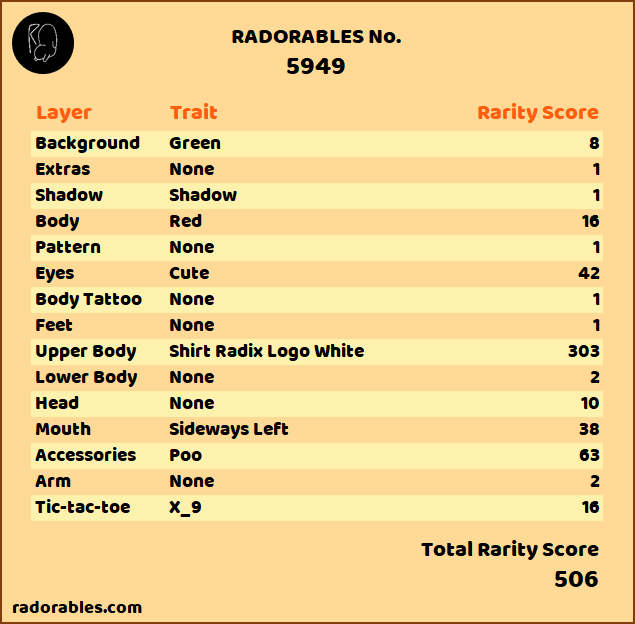 RADORABLES No.
5949
Layer Trait Rarity Score
Background Green 8
Extras None 1
Shadow Shadow 1
Body Red 16
Pattern None 1
Eyes Cute 42
Body Tattoo None 1
Feet None 1
Upper Body Shirt Radix Logo White 303
Lower Body None 2
Head None 10
Mouth Sideways Left 38
Accessories Poo 63
Arm None 2
Tic-tac-toe X_9 16
Total Rarity Score
506
radorables.com